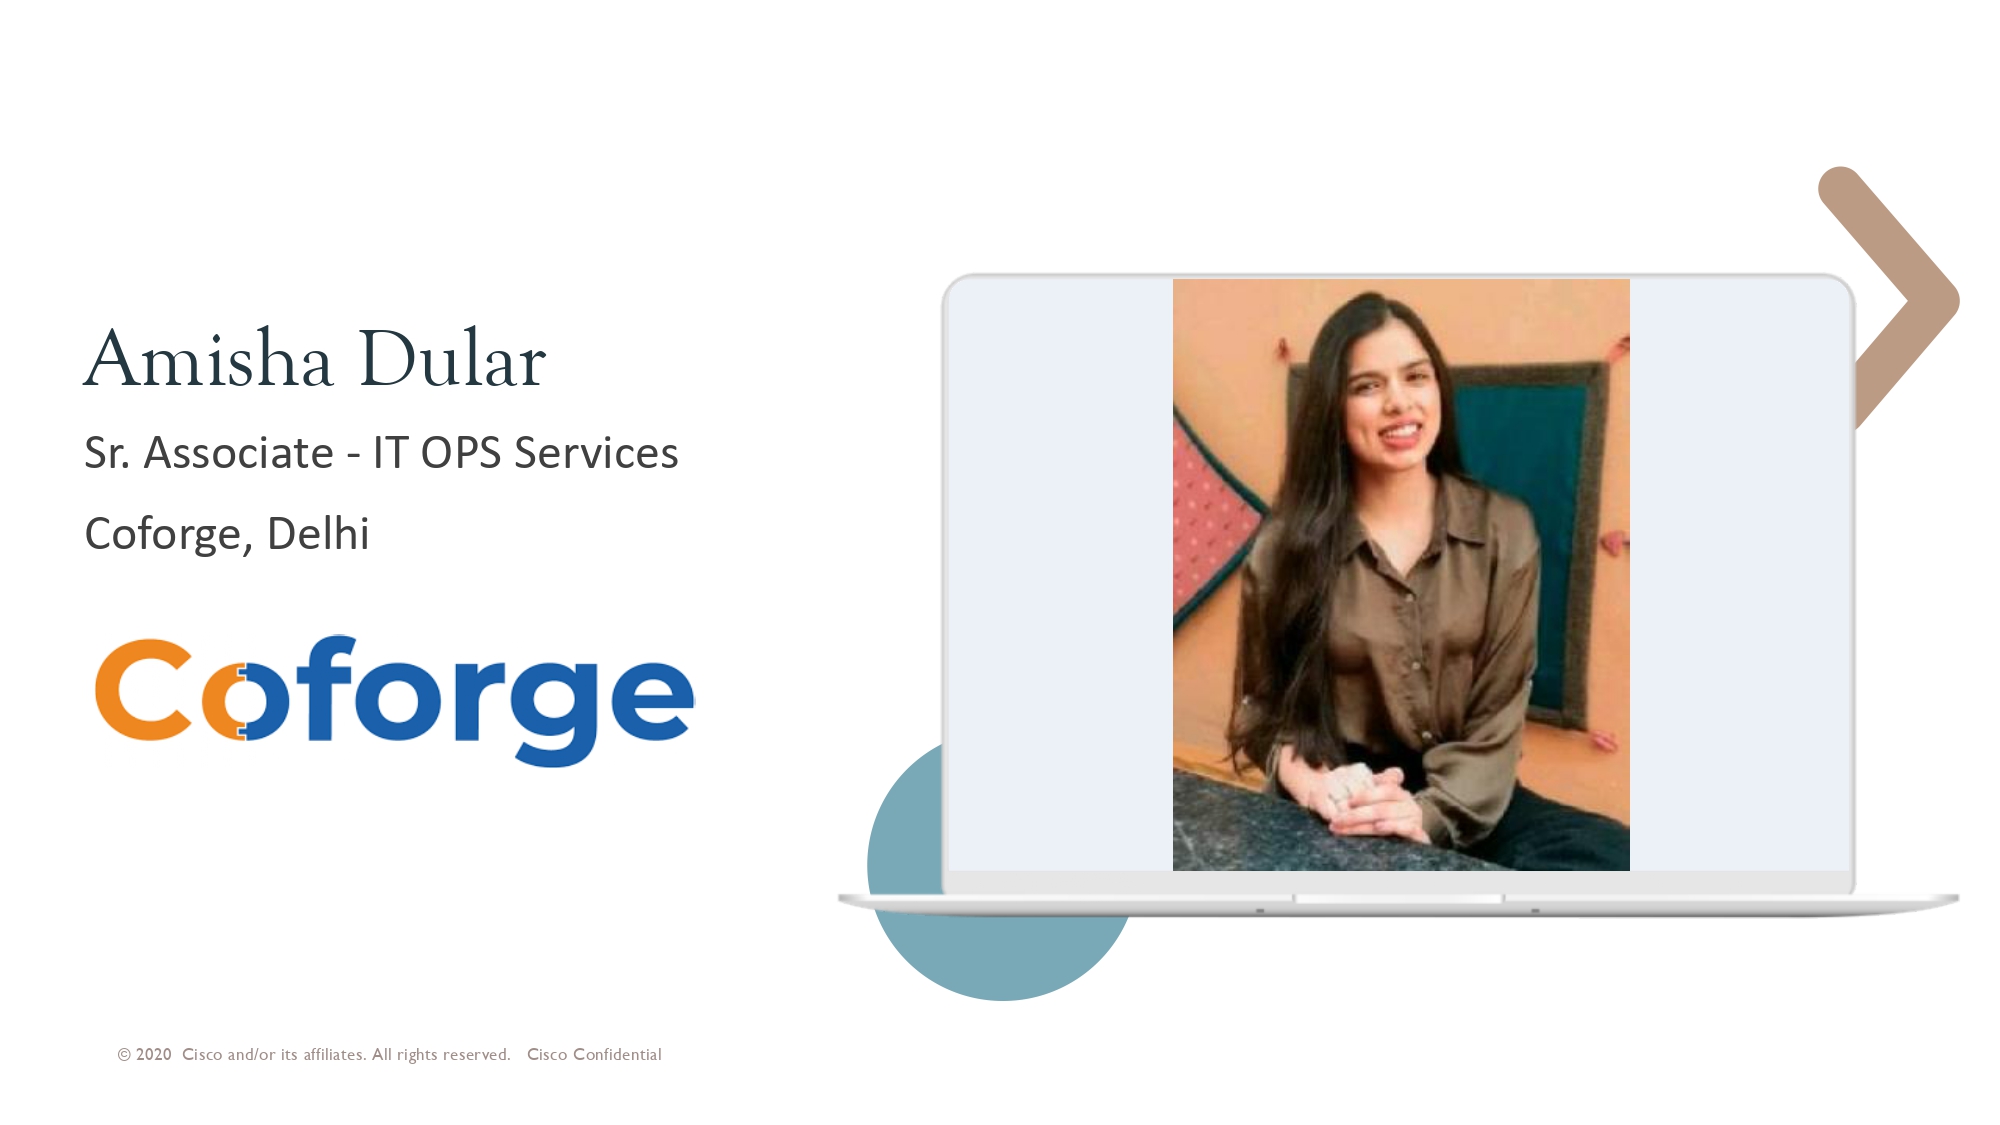 Amisha Dular
Sr. Associate - IT OPS Services
Coforge, Delhi
Coforge
© 2020 Cisco and/or its affiliates. All rights reserved. Cisco Confidential